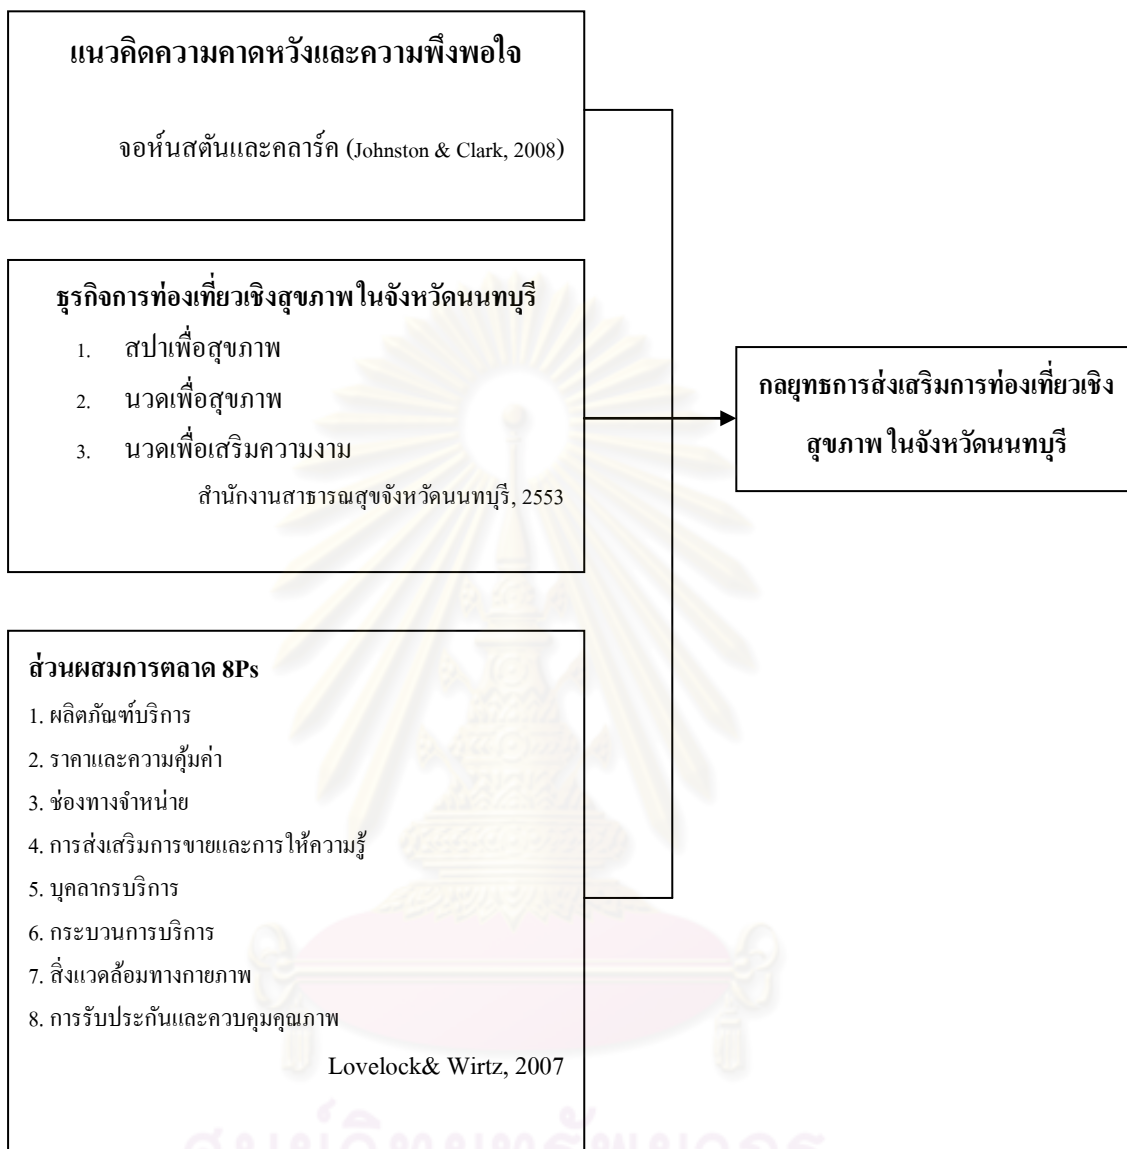 แนวคิดความคาดหวังและความพึงพอใจ
จอห์นสตันและคลาร์ค (Johnston & Clark, 2008)
ธุรกิจการท่องเที่ยวเชิงสุขภาพในจังหวัดนนทบุรี
1. สปาเพื่อสุขภาพ
2. นวดเพื่อสุขภาพ
3. นวดเพื่อเสริมความงาม
สำนักงานสาธารณสุขจังหวัดนนทบุรี, 2553
กลยุทธการส่งเสริมการท่องเที่ยวเชิง
สุขภาพ ในจังหวัดนนทบุรี
ส่วนผสมการตลาด 8Ps
1. ผลิตภัณฑ์บริการ
2. ราคาและความคุ้มค่า
3. ช่องทางจำหน่าย
4. การส่งเสริมการขายและการให้ความรู้
5. บุคลากรบริการ
6. กระบวนการบริการ
7. สิ่งแวดล้อมทางกายภาพ
8. การรับประกันและควบคุมคุณภาพ
Lovelock& Wirtz, 2007